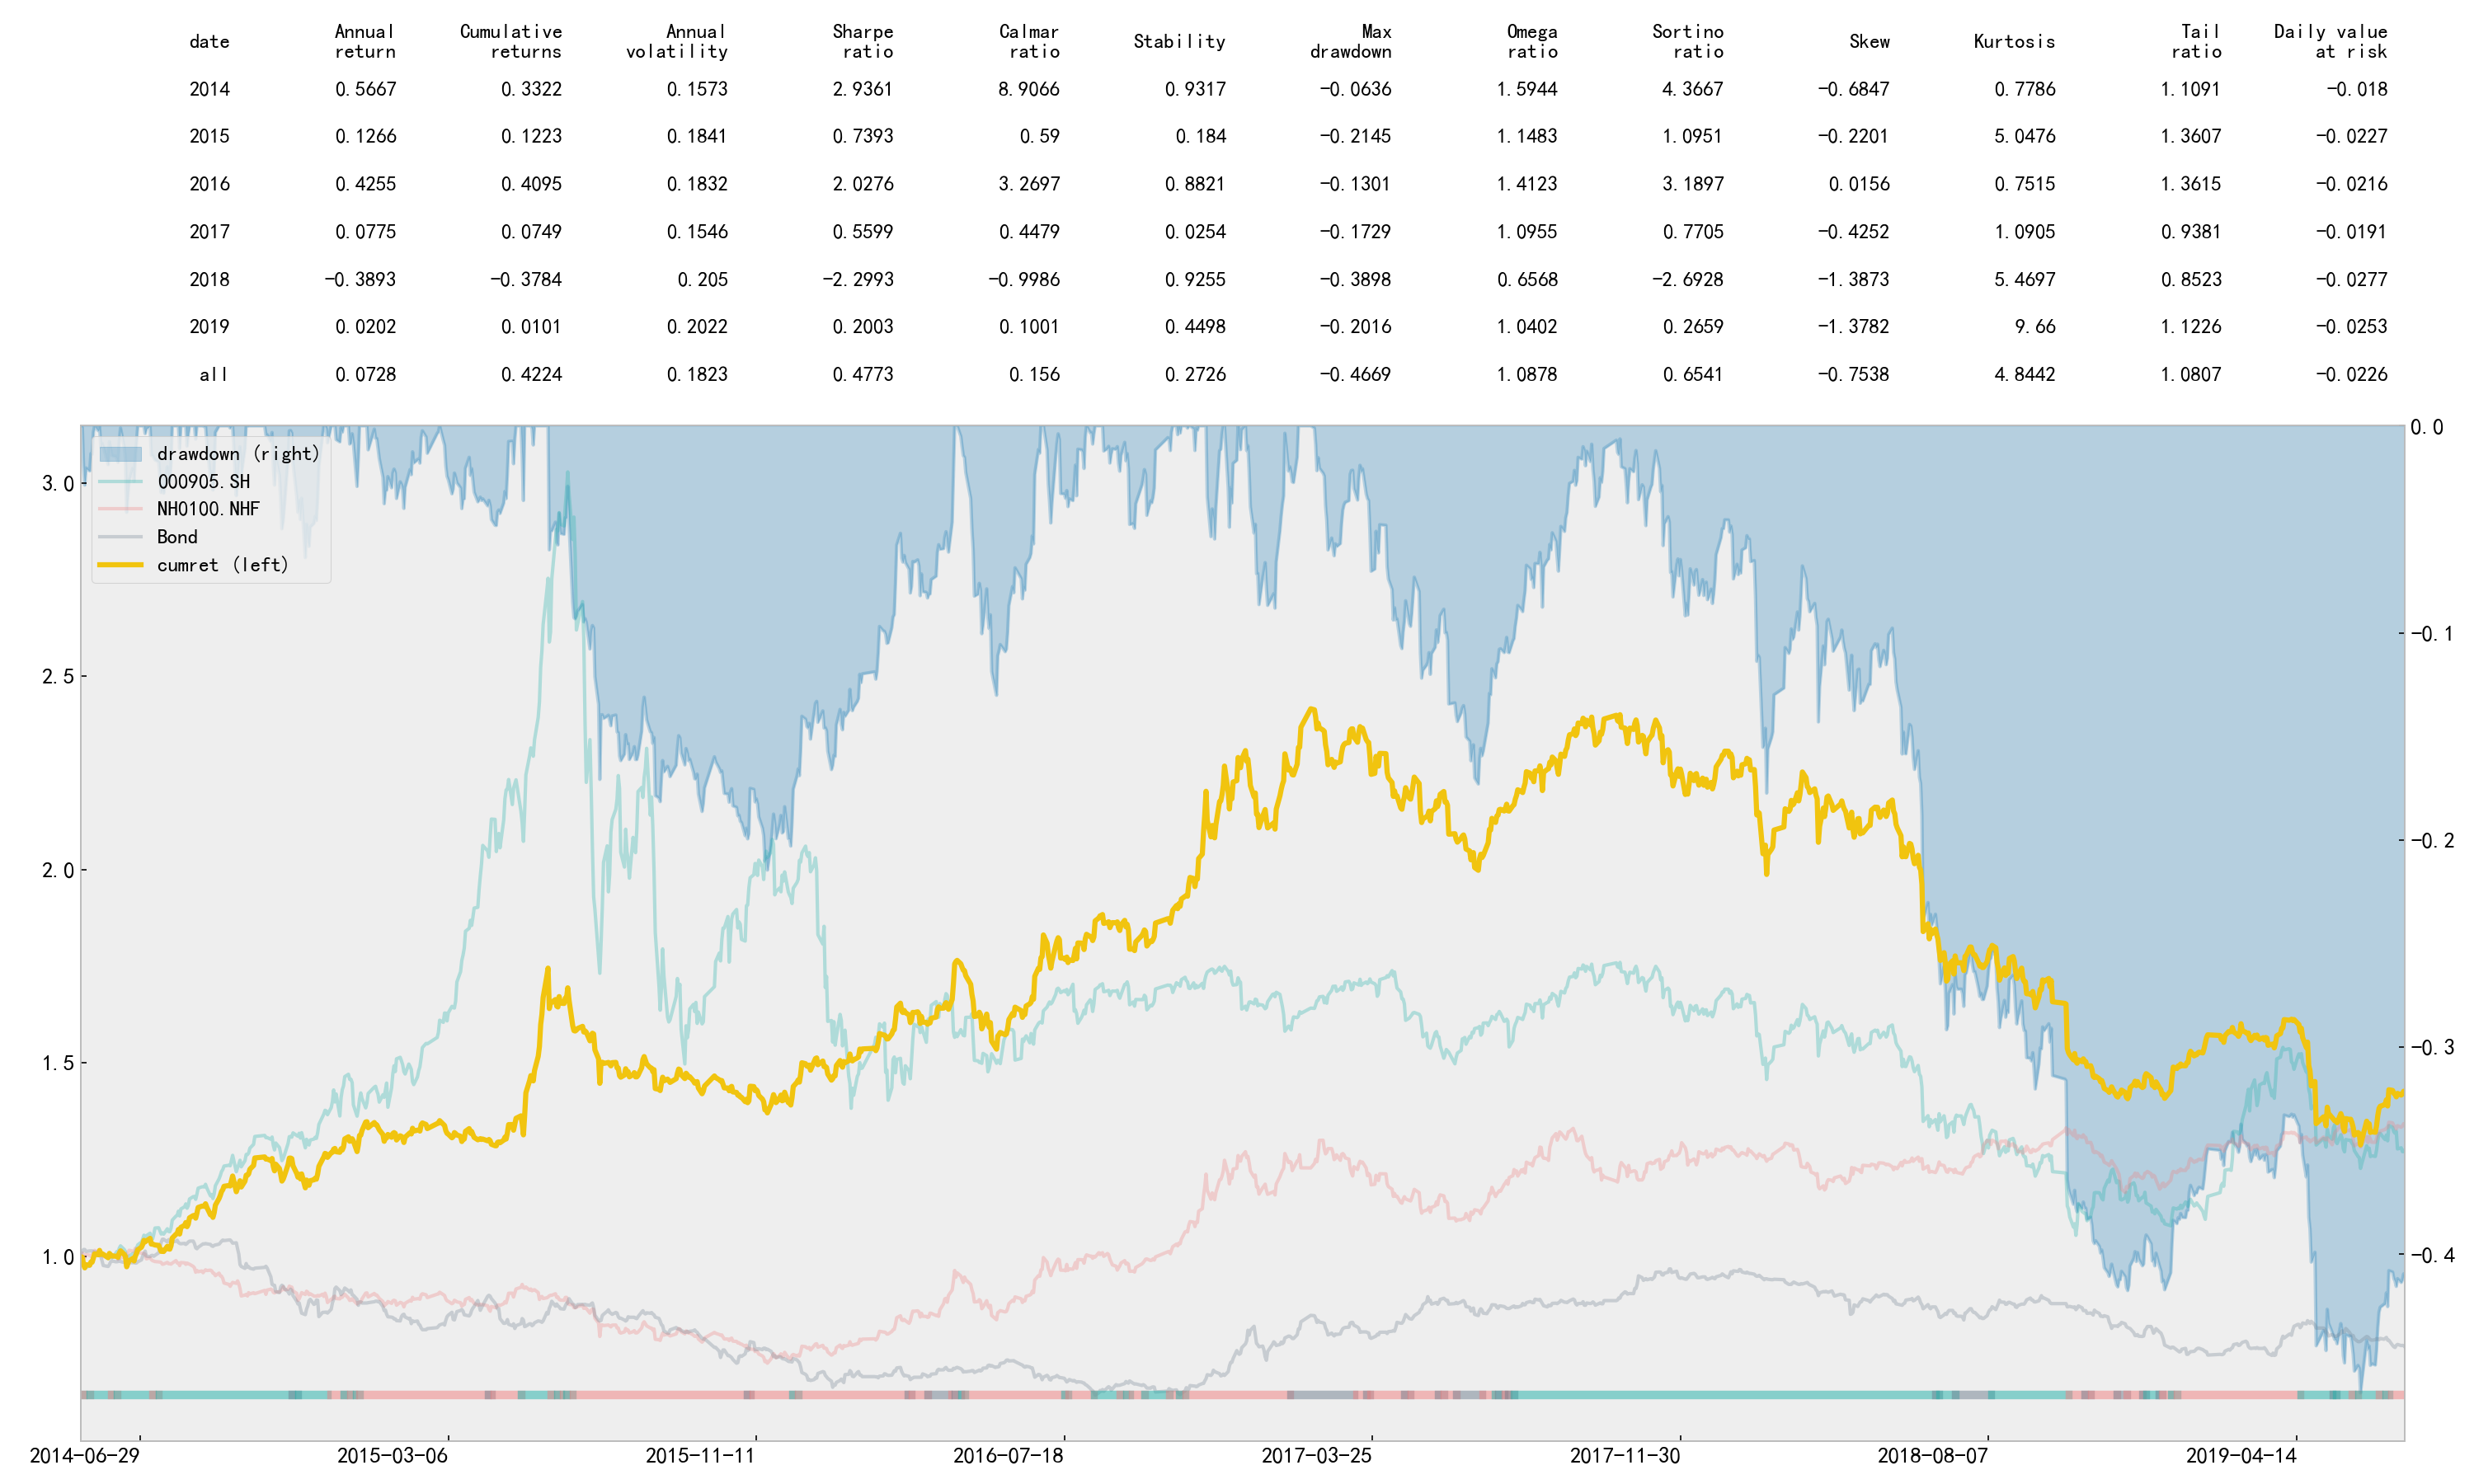 date Annual return Cumulative returns Annual volatility Sharpe ratio Calmar ratio Stability Max drawdown Omega ratio Sortino ratio Skew Kurtosis Tail ratio Daily value at risk
2014 0.5667 0.3322 0.1573 2.9361 8.9066 0.9317 −0.0636 1.5944 4.3667 −0.6847 0.7786 1.1091 −0.018
2015 0.1266 0.1223 0.1841 0.7393 0.59 0.184 −0.2145 1.1483 1.0951 −0.2201 5.0476 1.3607 −0.0227
2016 0.4255 0.4095 0.1832 2.0276 3.2697 0.8821 −0.1301 1.4123 3.1897 0.0156 0.7515 1.3615 −0.0216
2017 0.0775 0.0749 0.1546 0.5599 0.4479 0.0254 −0.1729 1.0955 0.7705 −0.4252 1.0905 0.9381 −0.0191
2018 −0.3893 −0.3784 0.205 −2.2993 −0.9986 0.9255 −0.3898 0.6568 −2.6928 −1.3873 5.4697 0.8523 −0.0277
2019 0.0202 0.0101 0.2022 0.2003 0.1001 0.4498 −0.2016 1.0402 0.2659 −1.3782 9.66 1.1226 −0.0253
all 0.0728 0.4224 0.1823 0.4773 0.156 0.2726 −0.4669 1.0878 0.6541 −0.7538 4.8442 1.0807 −0.0226
drawdown (right)
000905.SH
NH0100.NHF
Bond
cumret (left)
3.0
2.5
2.0
1.5
1.0
0.0
−0.1
−0.2
−0.3
−0.4
2014−06−29 2015−03−06 2015−11−11 2016−07−18 2017−03−25 2017−11−30 2018−08−07 2019−04−14